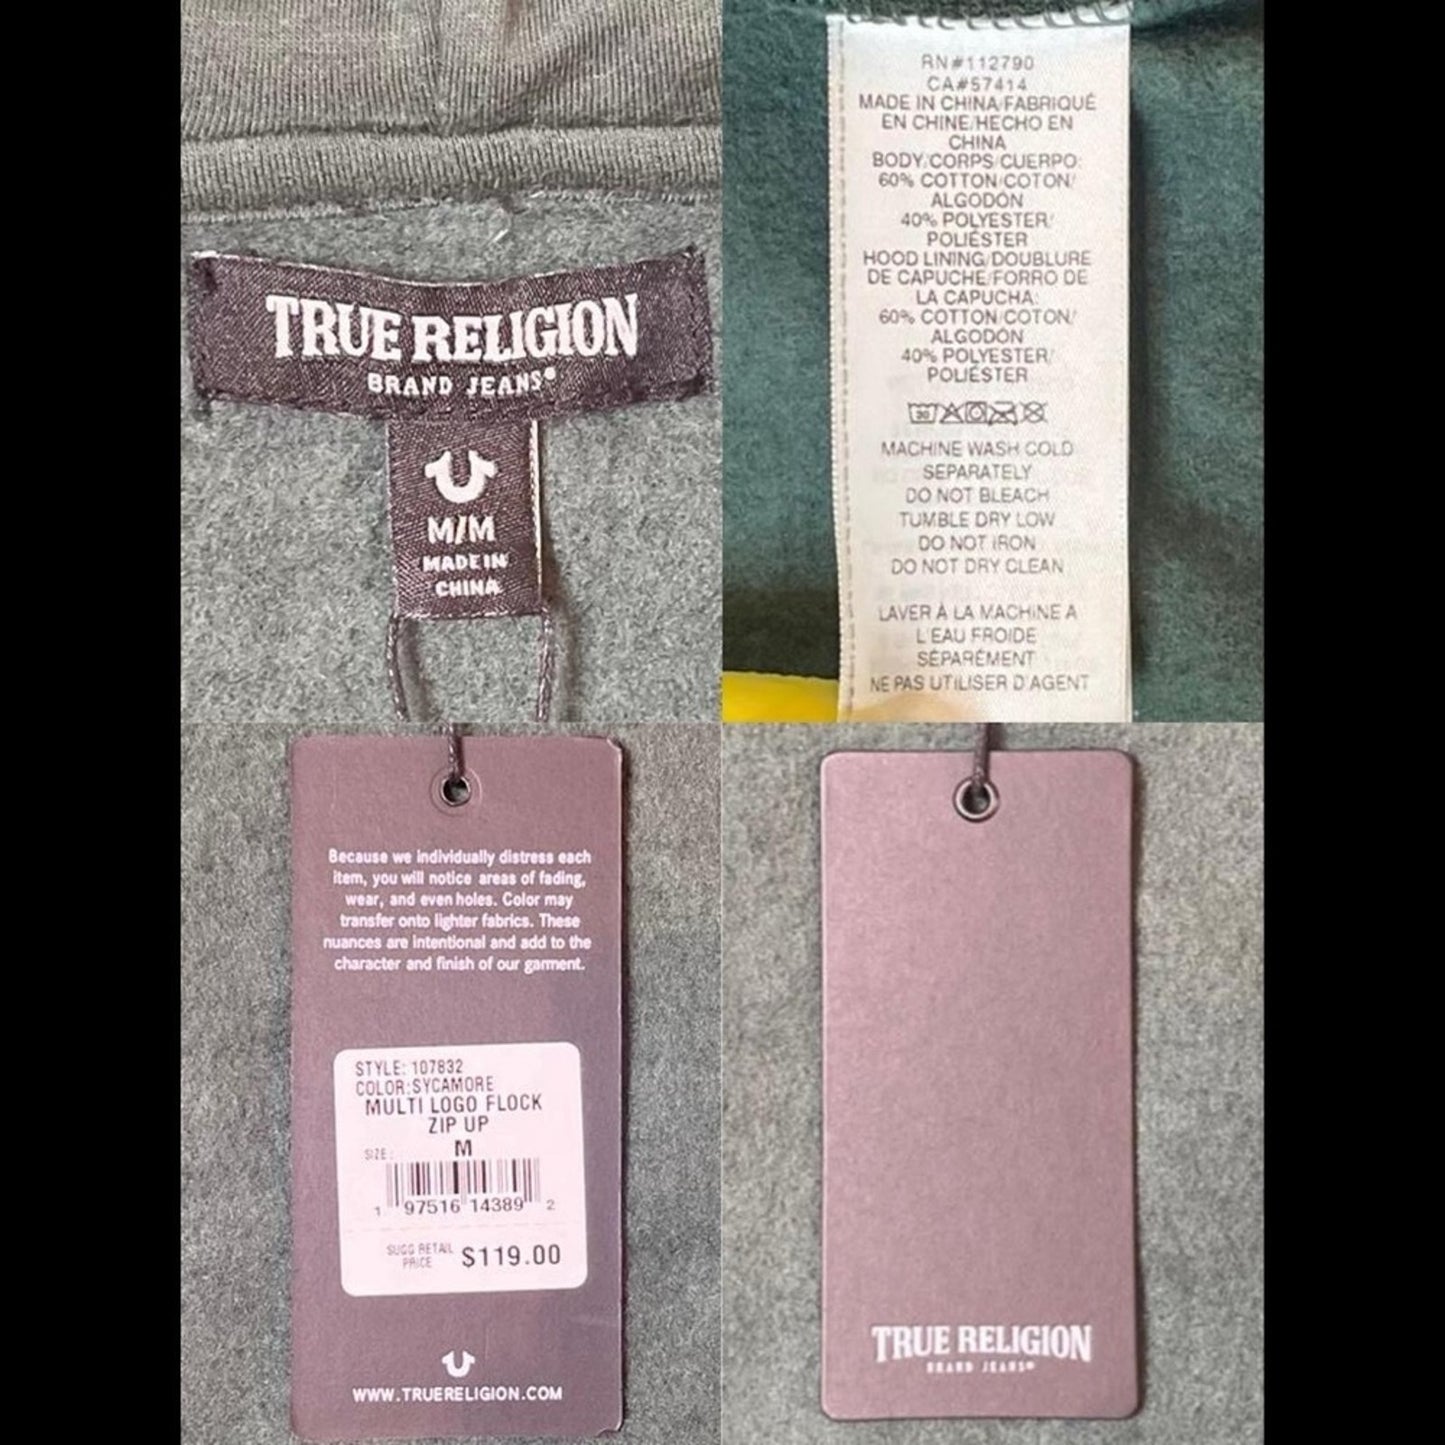 TRUE RELIGION
BRAND JEANS®
M/M
MADE IN
CHINA
RN#112790
CA#57414
MADE IN CHINA/FABRIQUÉ
EN CHINE/HECHO EN
CHINA
BODY/CORPS/CUERPO:
60% COTTON/COTON/
ALGODÓN
40% POLYESTER/
POLIÉSTER
HOOD LINING/DOUBLURE
DE CAPUCHE/FORRO DE
LA CAPUCHA:
60% COTTON/COTON/
ALGODÓN
40% POLYESTER/
POLIÉSTER
30
MACHINE WASH COLD
SEPARATELY
DO NOT BLEACH
TUMBLE DRY LOW
DO NOT IRON
DO NOT DRY CLEAN
LAVER À LA MACHINE A
L'EAU FROIDE
SÉPARÉMENT
NE PAS UTILISER D'AGENT
Because we individually distress each
item, you will notice areas of fading,
wear, and even holes. Color may
transfer onto lighter fabrics. These
nuances are intentional and add to the
character and finish of our garment.
STYLE: 107832
COLOR:SYCAMORE
MULTI LOGO FLOCK
ZIP UP
SIZE: M
1 97516 14389 2
SUGG RETAIL
PRICE $119.00
WWW.TRUERELIGION.COM
TRUE RELIGION
BRAND JEANS®